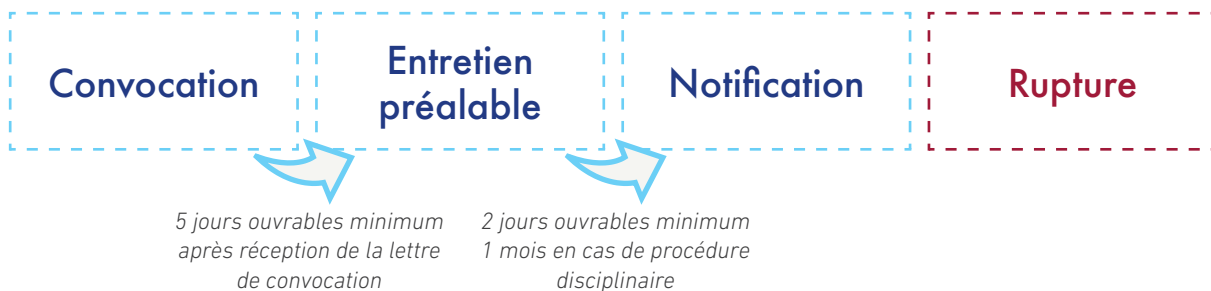 Convocation
Entretien
préalable
Notification
Rupture
5 jours ouvrables minimum
après réception de la lettre
de convocation
2 jours ouvrables minimum
1 mois en cas de procédure
disciplinaire